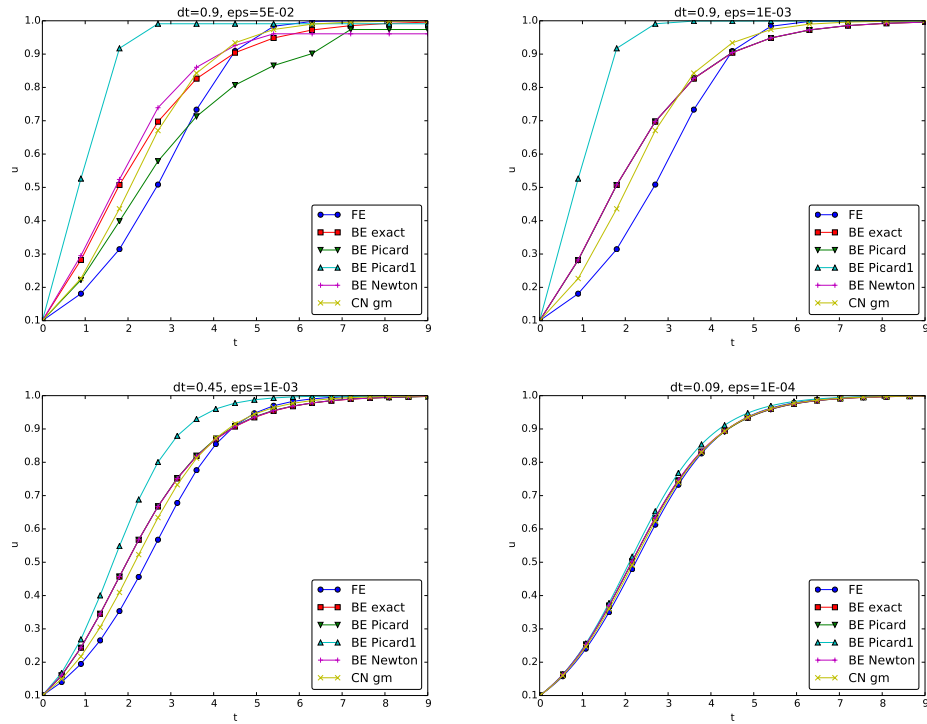 dt=0.9, eps=5E-02
1.0
0.9
0.8
0.7
0.6
0.5
0.4
0.3
0.2
0.1
u
0 1 2 3 4 5 6 7 8 9
t
FE
BE exact
BE Picard
BE Picard1
BE Newton
CN gm
dt=0.9, eps=1E-03
1.0
0.9
0.8
0.7
0.6
0.5
0.4
0.3
0.2
0.1
u
0 1 2 3 4 5 6 7 8 9
t
FE
BE exact
BE Picard
BE Picard1
BE Newton
CN gm
dt=0.45, eps=1E-03
1.0
0.9
0.8
0.7
0.6
0.5
0.4
0.3
0.2
0.1
u
0 1 2 3 4 5 6 7 8 9
t
FE
BE exact
BE Picard
BE Picard1
BE Newton
CN gm
dt=0.09, eps=1E-04
1.0
0.9
0.8
0.7
0.6
0.5
0.4
0.3
0.2
0.1
u
0 1 2 3 4 5 6 7 8 9
t
FE
BE exact
BE Picard
BE Picard1
BE Newton
CN gm